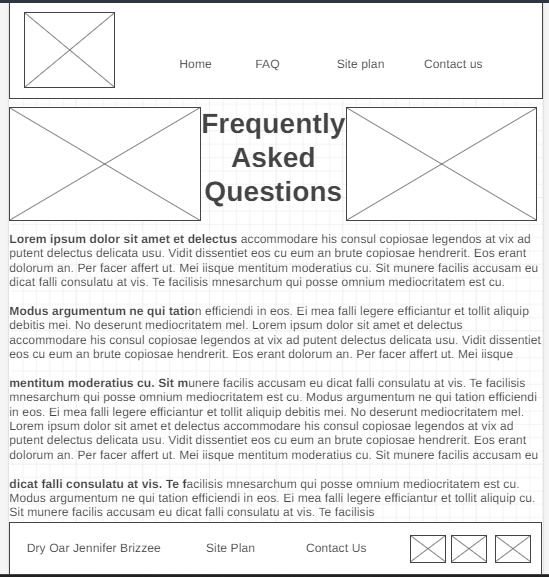 Home FAQ Site plan Contact us
Frequently
Asked
Questions
Lorem ipsum dolor sit amet et delectus accommodare his consul copiosae legendos at vix ad
putent delectus delicata usu. Vidit dissentiet eos cu eum an brute copiosae hendrerit. Eos erant
dolorum an. Per facer affert ut. Mei iisque mentitum moderatius cu. Sit munere facilis accusam eu
dicat falli consulatu at vis. Te facilisis mnesarchum qui posse omnium mediocritatem est cu.
Modus argumentum ne qui tation efficiendi in eos. Ei mea falli legere efficiantur et tollit aliquip
debitis mei. No deserunt mediocritatem mel. Lorem ipsum dolor sit amet et delectus
accommodare his consul copiosae legendos at vix ad putent delectus delicata usu. Vidit dissentiet
eos cu eum an brute copiosae hendrerit. Eos erant dolorum an. Per facer affert ut. Mei iisque
mentitum moderatius cu. Sit munere facilis accusam eu dicat falli consulatu at vis. Te facilisis
mnesarchum qui posse omnium mediocritatem est cu. Modus argumentum ne qui tation efficiendi
in eos. Ei mea falli legere efficiantur et tollit aliquip debitis mei. No deserunt mediocritatem mel.
Lorem ipsum dolor sit amet et delectus accommodare his consul copiosae legendos at vix ad
putent delectus delicata usu. Vidit dissentiet eos cu eum an brute copiosae hendrerit. Eos erant
dolorum an. Per facer affert ut. Mei iisque mentitum moderatius cu. Sit munere facilis accusam eu
dicat falli consulatu at vis. Te facilisis mnesarchum qui posse omnium mediocritatem est cu.
Modus argumentum ne qui tation efficiendi in eos. Ei mea falli legere efficiantur et tollit aliquip cu.
Sit munere facilis accusam eu dicat falli consulatu at vis. Te facilisis
Dry Oar Jennifer Brizzee Site Plan Contact Us